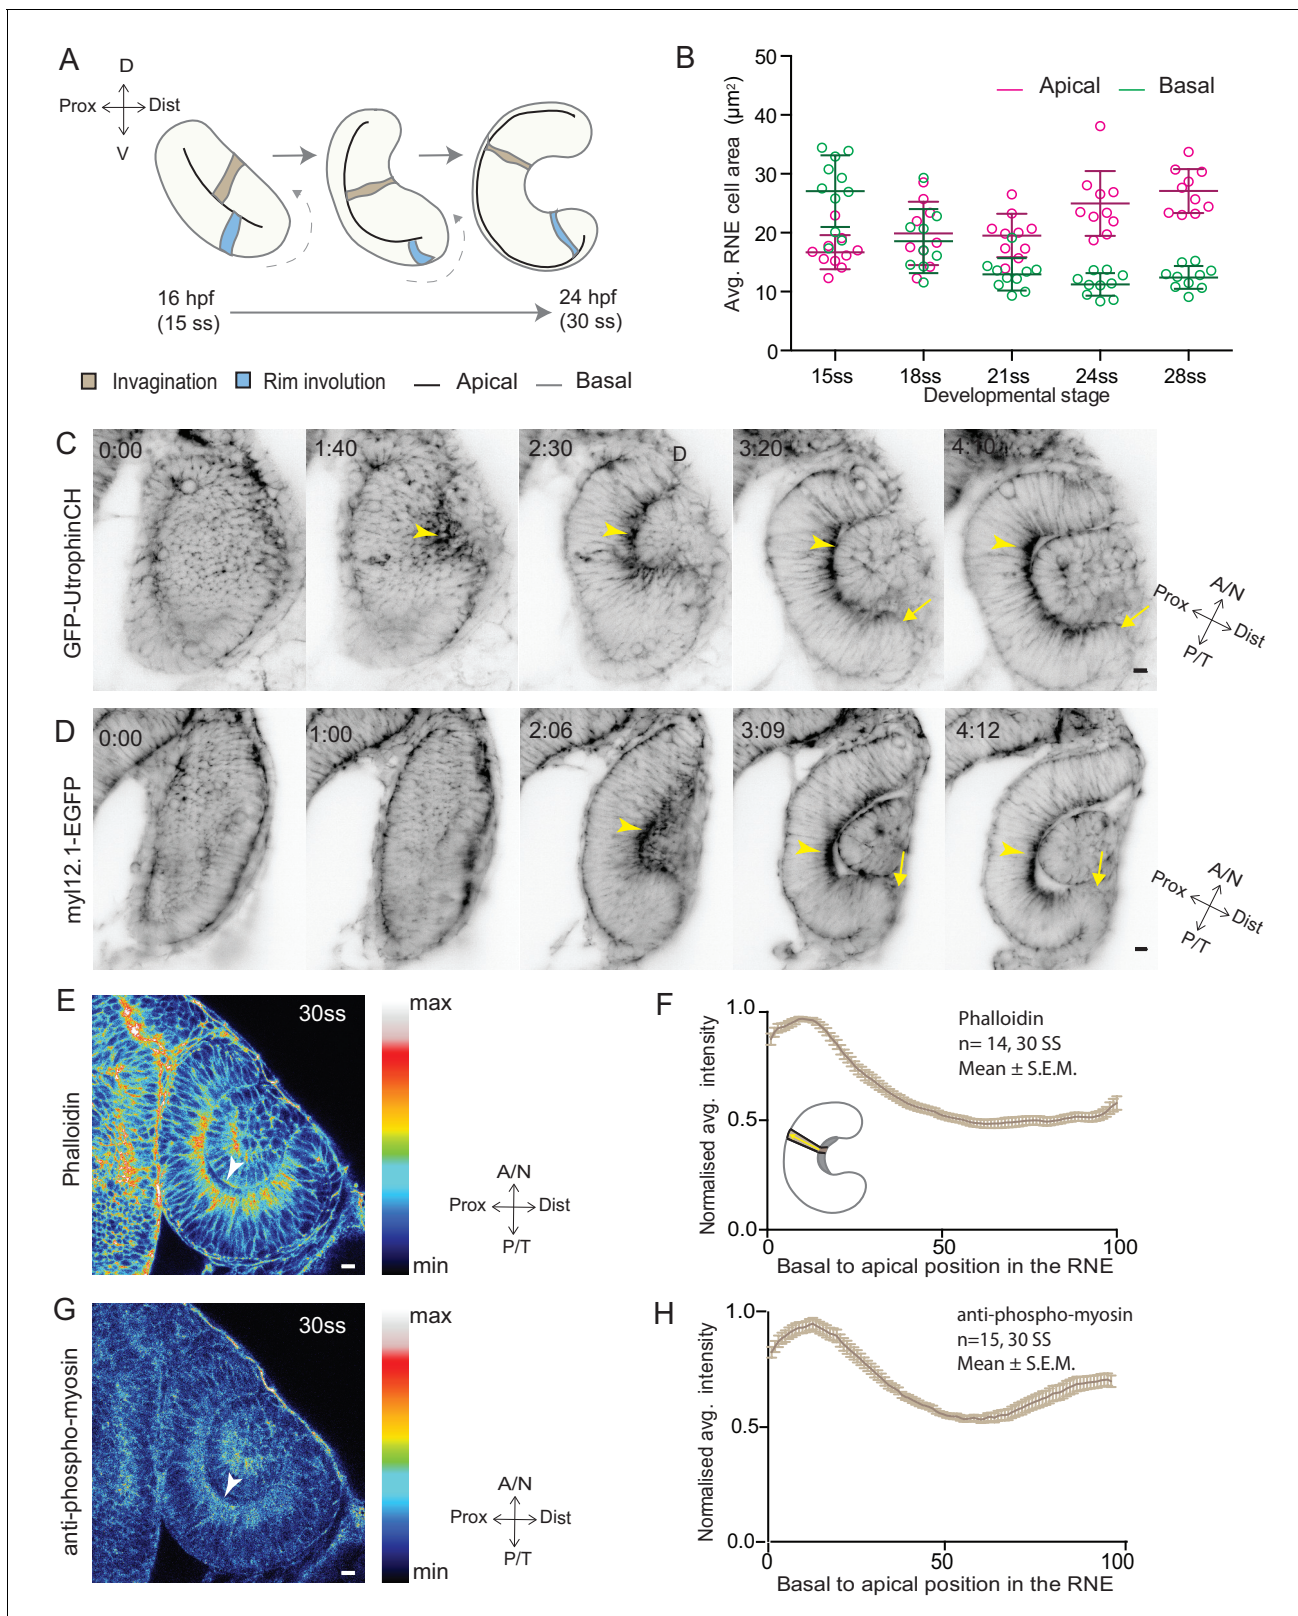 A
D
Prox
Dist
V
16 hpf
(15 ss)
24 hpf
(30 ss)
Invagination
Rim involution
Apical
Basal
B
Avg. RNE cell area (µm²)
50
40
30
20
10
0
Apical
Basal
15ss
18ss
21ss
24ss
28ss
Developmental stage
C
GFP-UtrophinCH
0:00
1:40
2:30
D
3:20
4:10
A/N
Prox
Dist
P/T
D
myl12.1-EGFP
0:00
1:00
2:06
3:09
4:12
A/N
Prox
Dist
P/T
E
Phalloidin
30ss
max
min
A/N
Prox
Dist
P/T
F
Normalised avg. intensity
1.0
0.5
0.0
Phalloidin
n= 14, 30 SS
Mean ± S.E.M.
0
50
100
Basal to apical position in the RNE
G
anti-phospho-myosin
30ss
max
min
A/N
Prox
Dist
P/T
H
Normalised avg. intensity
1.0
0.5
0.0
anti-phospho-myosin
n=15, 30 SS
Mean ± S.E.M.
0
50
100
Basal to apical position in the RNE